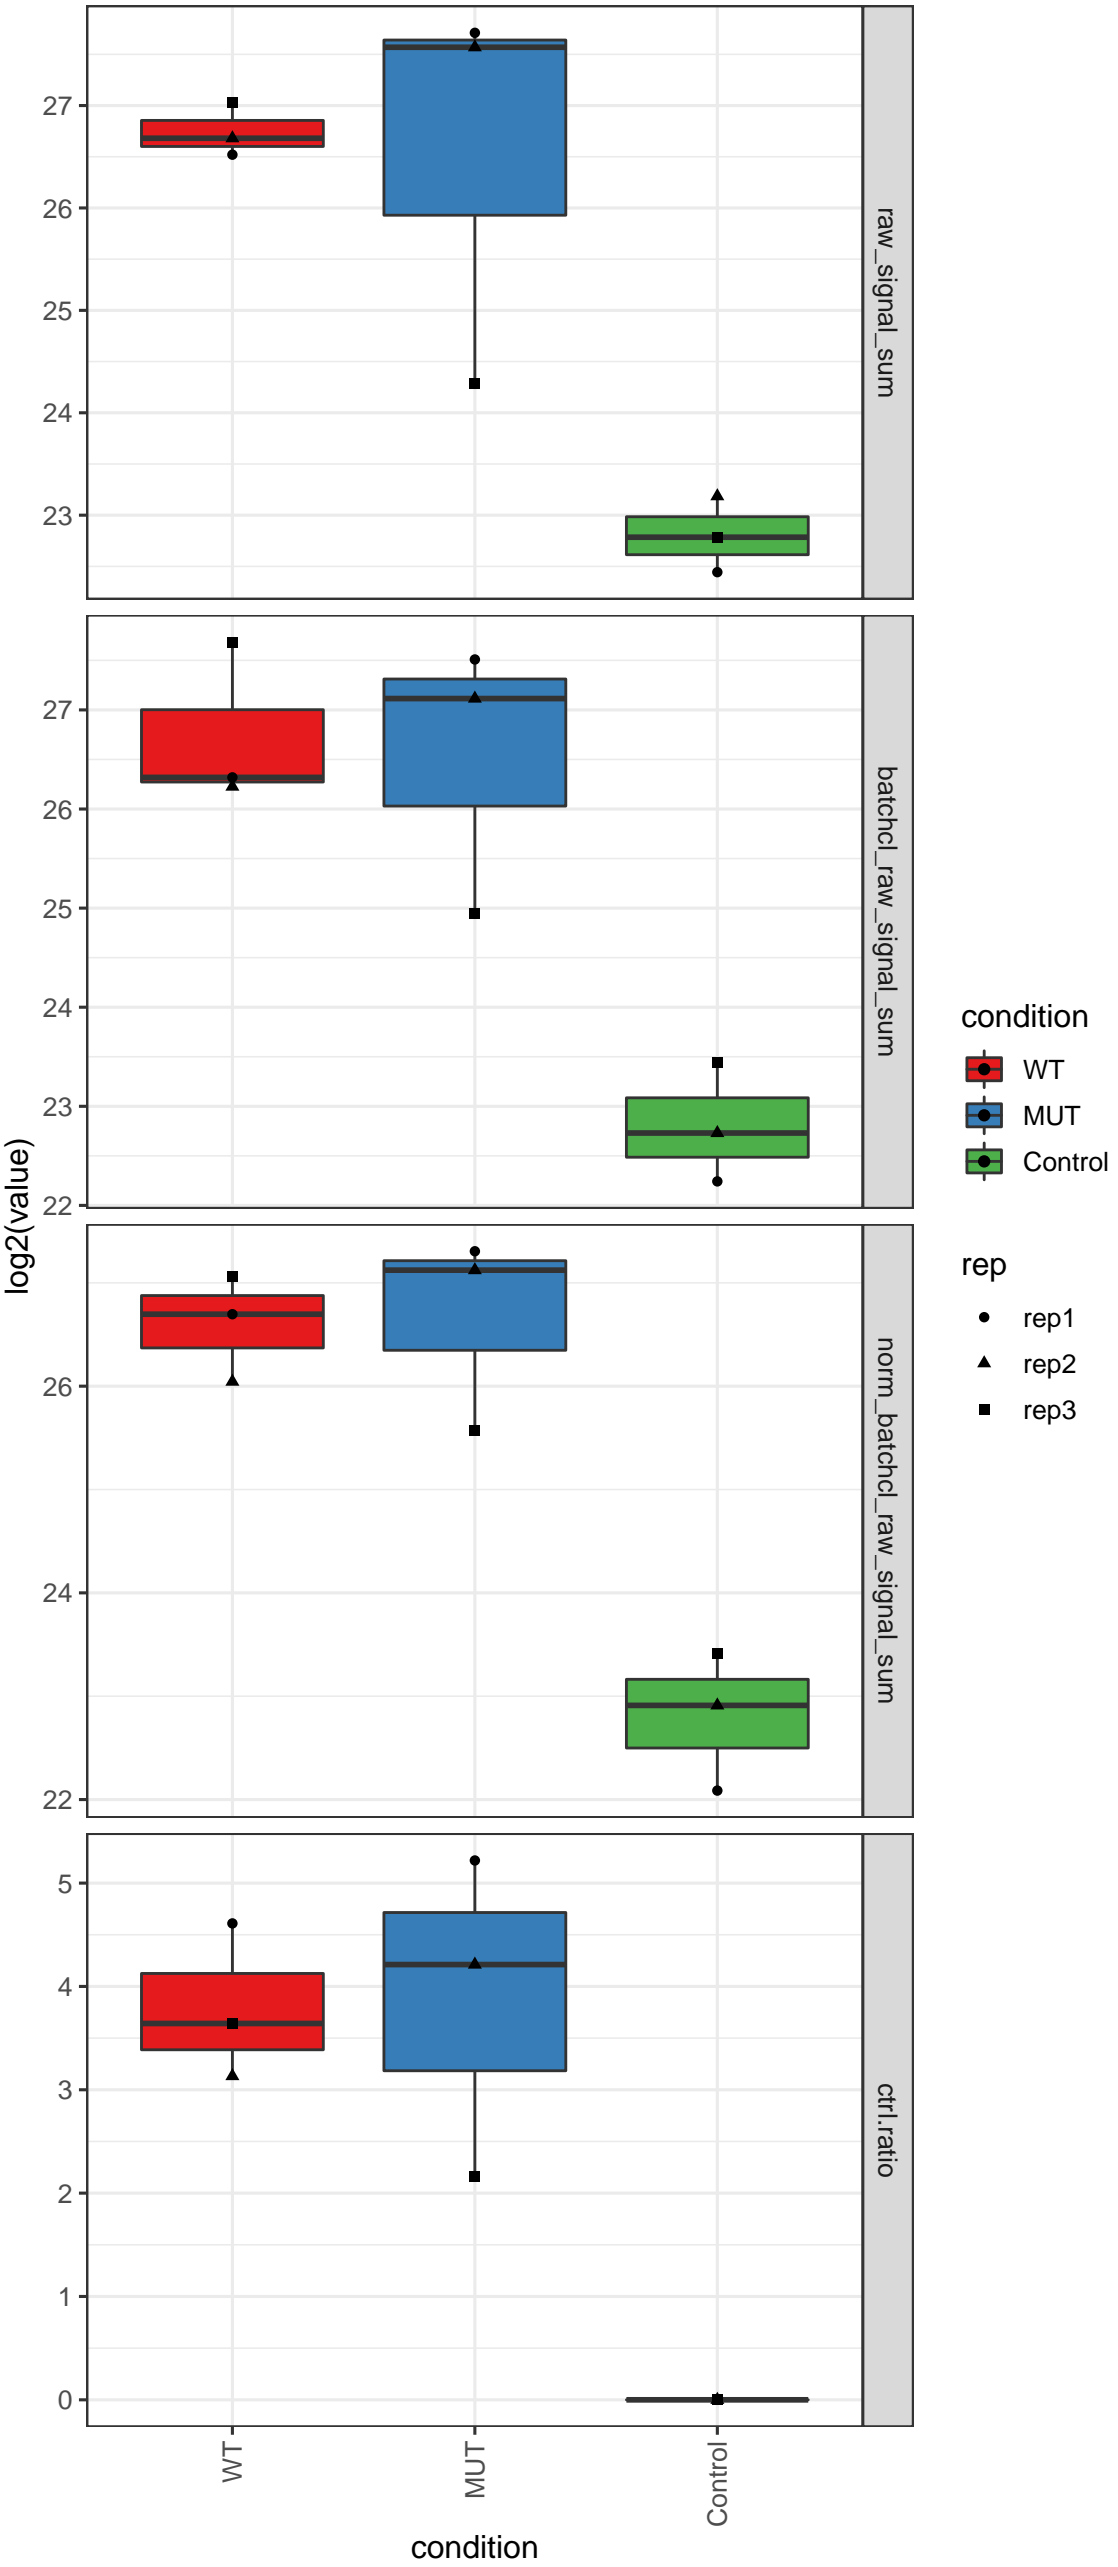 27
26
25
24
23
raw_signal_sum
27
26
25
24
23
22
batchcl_raw_signal_sum
26
24
22
norm_batchcl_raw_signal_sum
5
4
3
2
1
0
ctrl.ratio
log2(value)
WT
MUT
Control
condition
condition
WT
MUT
Control
rep
rep1
rep2
rep3